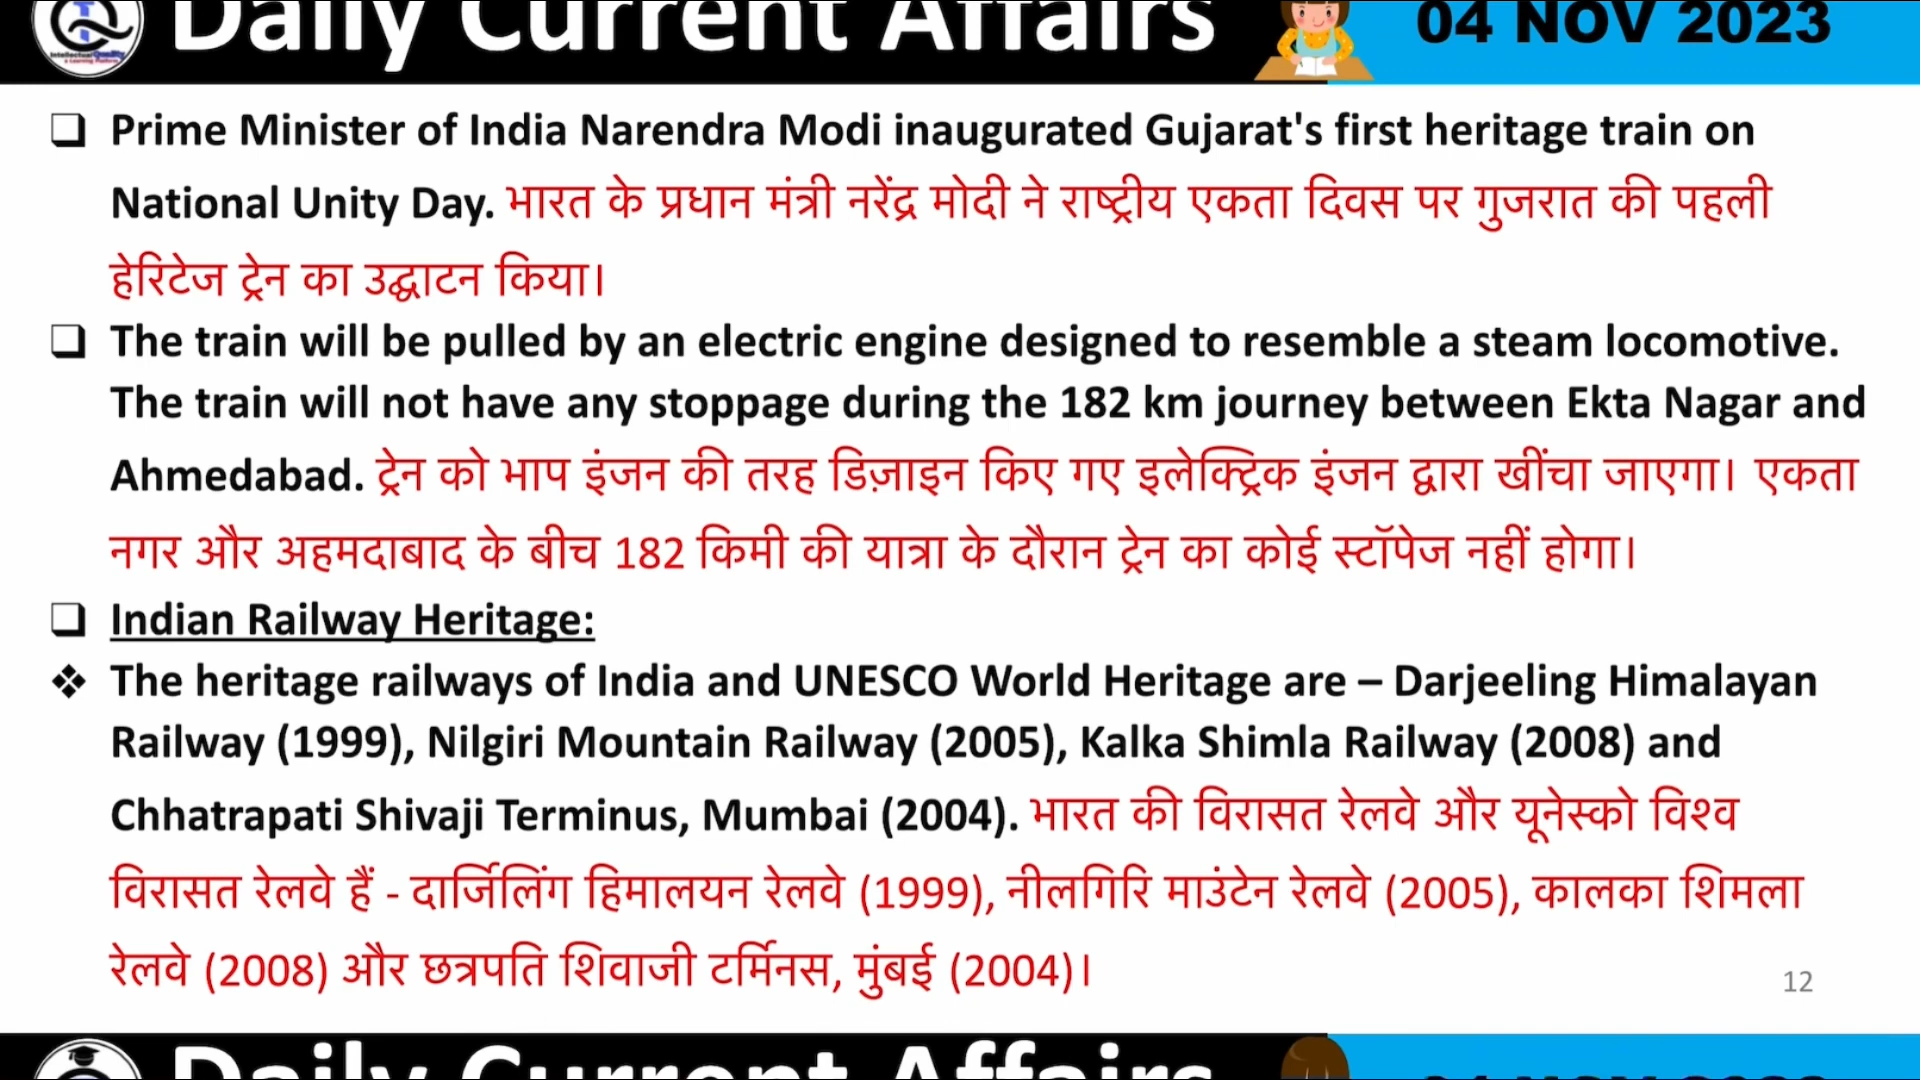 Daily Current Affairs
04 NOV 2023
❑ Prime Minister of India Narendra Modi inaugurated Gujarat's first heritage train on
National Unity Day. भारत के प्रधान मंत्री नरेंद्र मोदी ने राष्ट्रीय एकता दिवस पर गुजरात की पहली
हेरिटेज ट्रेन का उद्घाटन किया।
❑ The train will be pulled by an electric engine designed to resemble a steam locomotive.
The train will not have any stoppage during the 182 km journey between Ekta Nagar and
Ahmedabad. ट्रेन को भाप इंजन की तरह डिज़ाइन किए गए इलेक्ट्रिक इंजन द्वारा खींचा जाएगा। एकता
नगर और अहमदाबाद के बीच 182 किमी की यात्रा के दौरान ट्रेन का कोई स्टॉपेज नहीं होगा।
❑ Indian Railway Heritage:
❖ The heritage railways of India and UNESCO World Heritage are – Darjeeling Himalayan
Railway (1999), Nilgiri Mountain Railway (2005), Kalka Shimla Railway (2008) and
Chhatrapati Shivaji Terminus, Mumbai (2004). भारत की विरासत रेलवे और यूनेस्को विश्व
विरासत रेलवे हैं - दार्जिलिंग हिमालयन रेलवे (1999), नीलगिरि माउंटेन रेलवे (2005), कालका शिमला
रेलवे (2008) और छत्रपति शिवाजी टर्मिनस, मुंबई (2004)।
12
Daily Current Affairs